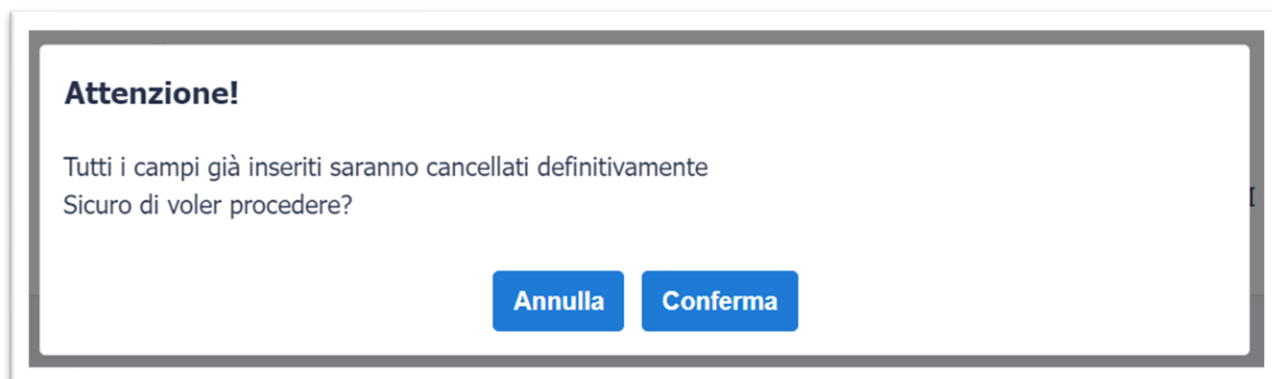 Attenzione!
Tutti i campi già inseriti saranno cancellati definitivamente
Sicuro di voler procedere?
Annulla Conferma